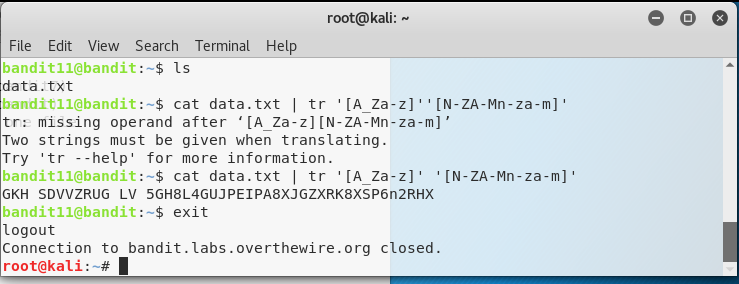 root@kali: ~
File Edit View Search Terminal Help
bandit11@bandit:~$ ls
data.txt
bandit11@bandit:~$ cat data.txt | tr '[A_Za-z]''[N-ZA-Mn-za-m]'
tr: missing operand after ‘[A_Za-z][N-ZA-Mn-za-m]’
Two strings must be given when translating.
Try 'tr --help' for more information.
bandit11@bandit:~$ cat data.txt | tr '[A_Za-z]' '[N-ZA-Mn-za-m]'
GKH SDVVZRUG LV 5GH8L4GUJPEIPA8XJGZXRK8XSP6n2RHX
bandit11@bandit:~$ exit
logout
Connection to bandit.labs.overthewire.org closed.
root@kali:~#